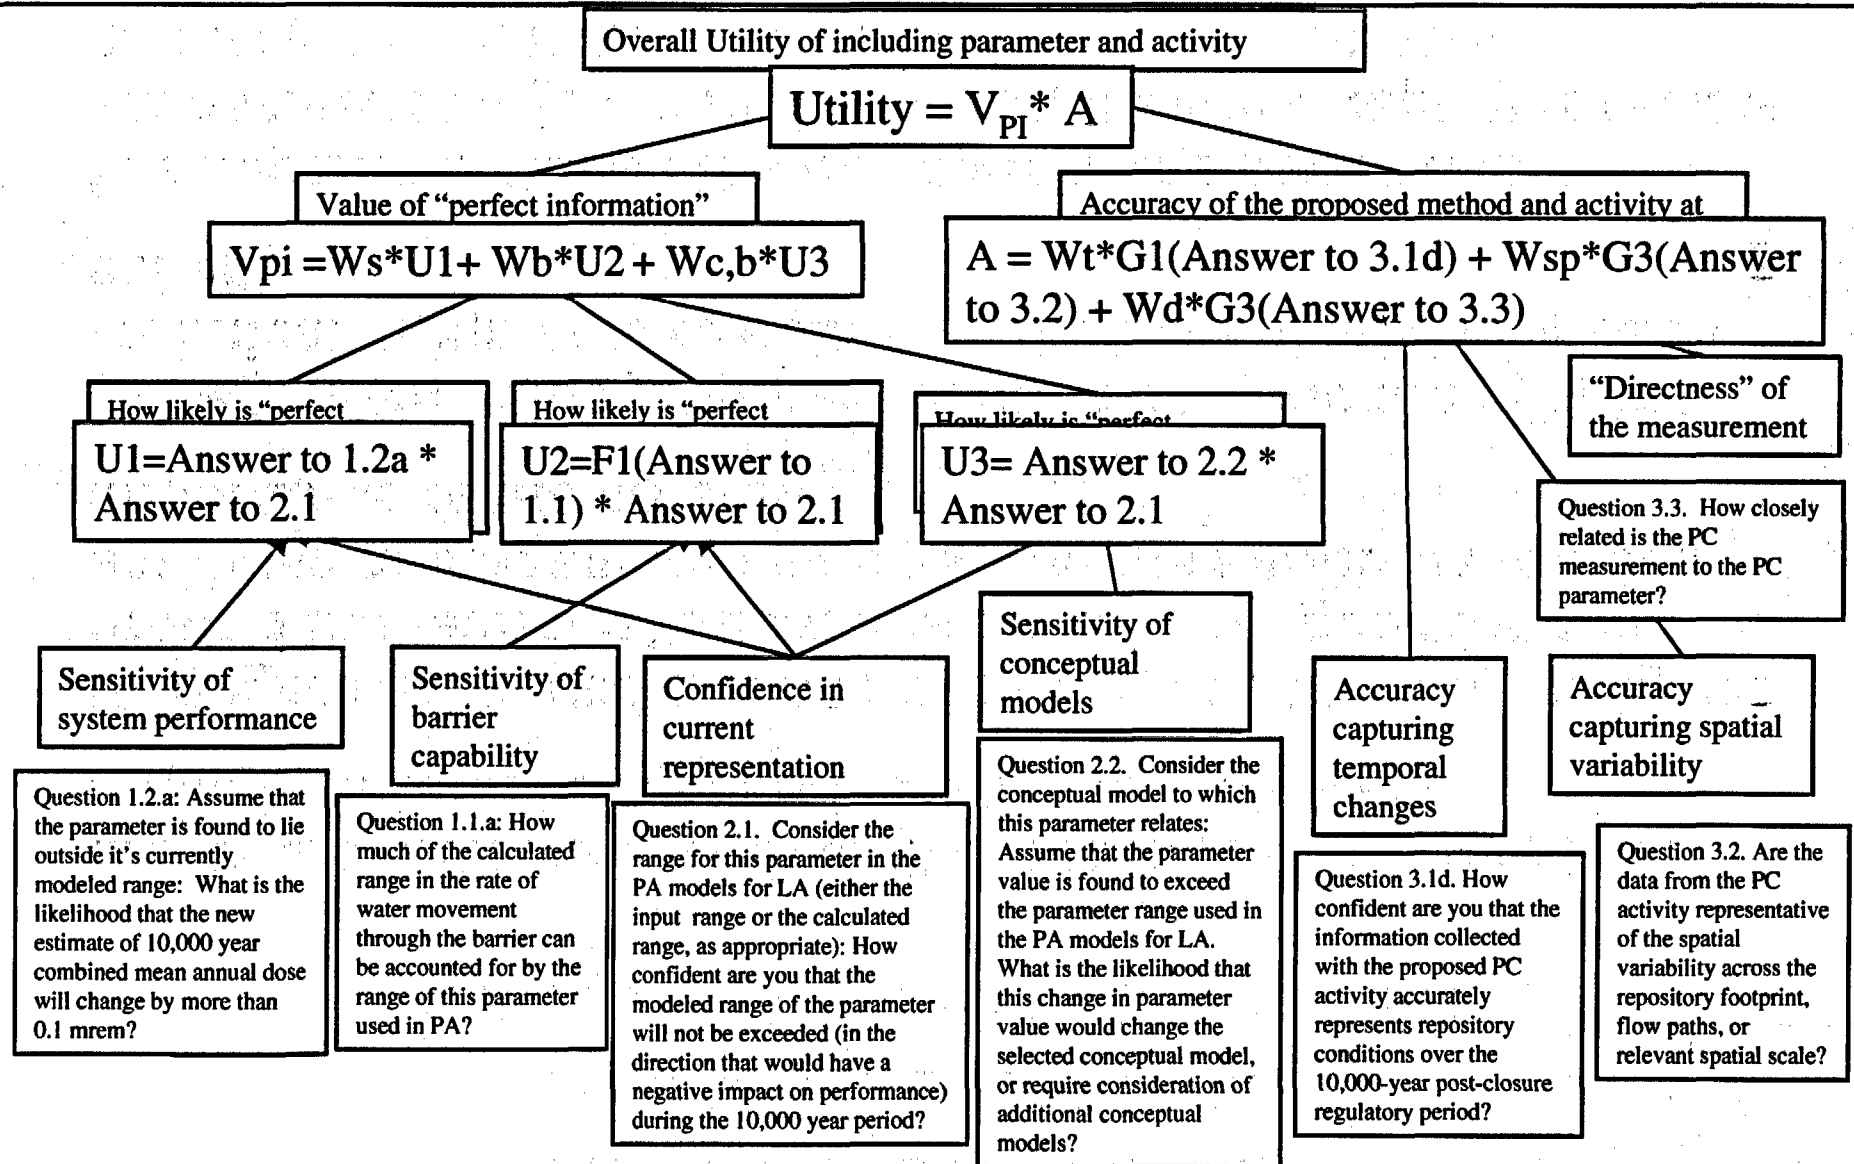 Overall Utility of including parameter and activity
Utility = V_PI* A
Value of “perfect information”
Vpi =Ws*U1+ Wb*U2 + Wc,b*U3
Accuracy of the proposed method and activity at
A = Wt*G1(Answer to 3.1d) + Wsp*G3(Answer
to 3.2) + Wd*G3(Answer to 3.3)
How likely is “perfect
U1=Answer to 1.2a *
Answer to 2.1
How likely is “perfect
U2=F1(Answer to
1.1) * Answer to 2.1
How likely is “perfect
U3= Answer to 2.2 *
Answer to 2.1
“Directness” of
the measurement
Question 3.3. How closely
related is the PC
measurement to the PC
parameter?
Sensitivity of
system performance
Question 1.2.a: Assume that
the parameter is found to lie
outside it’s currently
modeled range: What is the
likelihood that the new
estimate of 10,000 year
combined mean annual dose
will change by more than
0.1 mrem?
Sensitivity of
barrier
capability
Question 1.1.a: How
much of the calculated
range in the rate of
water movement
through the barrier can
be accounted for by the
range of this parameter
used in PA?
Confidence in
current
representation
Question 2.1. Consider the
range for this parameter in the
PA models for LA (either the
input range or the calculated
range, as appropriate): How
confident are you that the
modeled range of the parameter
will not be exceeded (in the
direction that would have a
negative impact on performance)
during the 10,000 year period?
Sensitivity of
conceptual
models
Question 2.2. Consider the
conceptual model to which
this parameter relates:
Assume that the parameter
value is found to exceed
the parameter range used in
the PA models for LA.
What is the likelihood that
this change in parameter
value would change the
selected conceptual model,
or require consideration of
additional conceptual
models?
Accuracy
capturing
temporal
changes
Question 3.1d. How
confident are you that the
information collected
with the proposed PC
activity accurately
represents repository
conditions over the
10,000-year post-closure
regulatory period?
Accuracy
capturing spatial
variability
Question 3.2. Are the
data from the PC
activity representative
of the spatial
variability across the
repository footprint,
flow paths, or
relevant spatial scale?